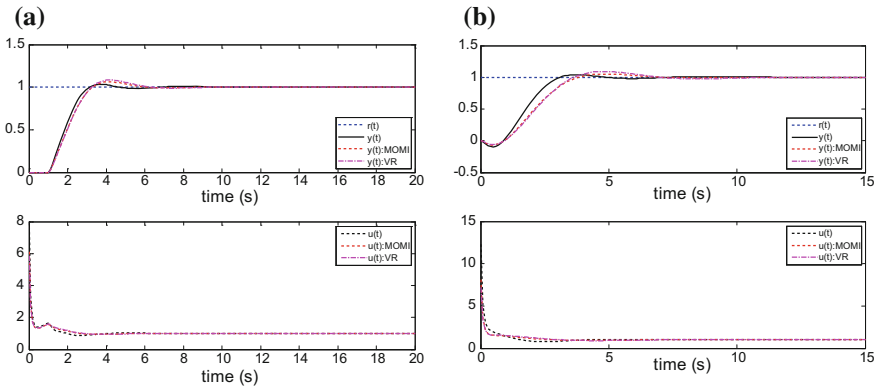 (a)
1.5
1
0.5
0
0 2 4 6 8 10 12 14 16 18 20
time (s)
r(t)
y(t)
y(t):MOMI
y(t):VR
8
6
4
2
0
0 2 4 6 8 10 12 14 16 18 20
time (s)
u(t)
u(t):MOMI
u(t):VR
(b)
1.5
1
0.5
0
-0.5
0 5 10 15
time (s)
r(t)
y(t)
y(t):MOMI
y(t):VR
15
10
5
0
0 5 10 15
time (s)
u(t)
u(t):MOMI
u(t):VR